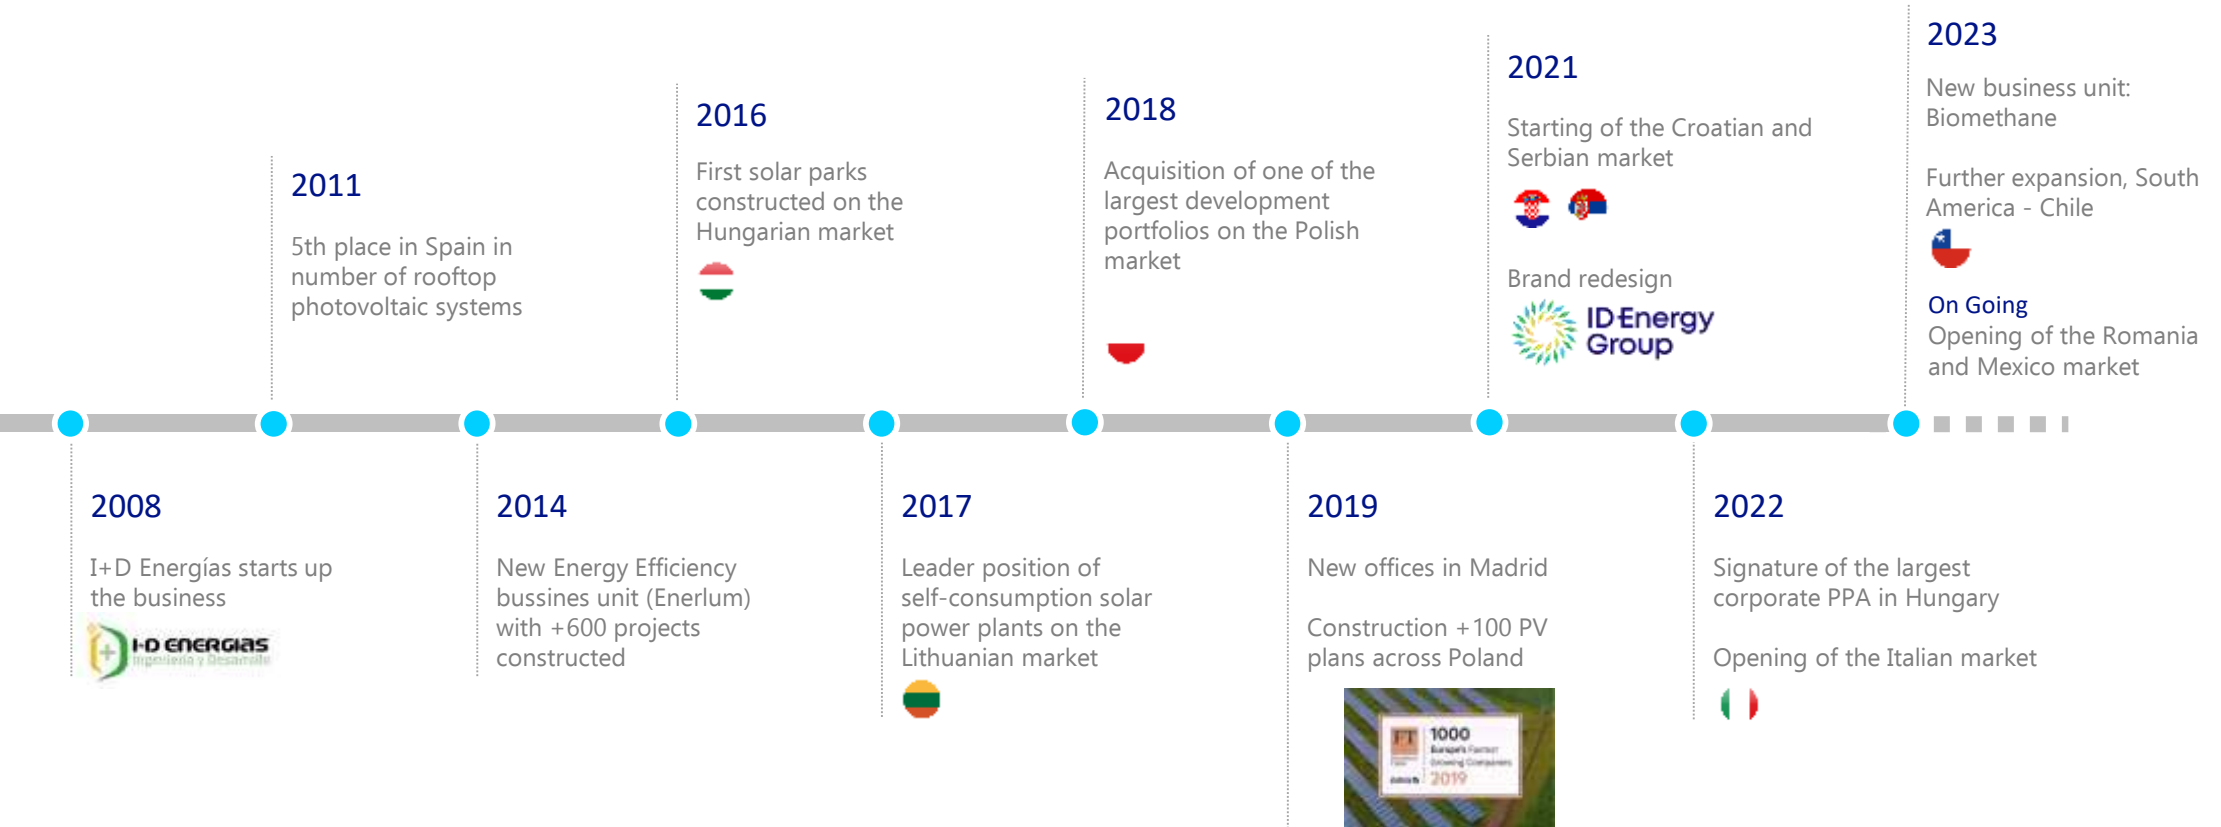 2008
I+D Energías starts up
the business
I+D ENERGIAS
Ingeniería y Desarrollo
2011
5th place in Spain in
number of rooftop
photovoltaic systems
2014
New Energy Efficiency
bussines unit (Enerlum)
with +600 projects
constructed
2016
First solar parks
constructed on the
Hungarian market
2017
Leader position of
self-consumption solar
power plants on the
Lithuanian market
2018
Acquisition of one of the
largest development
portfolios on the Polish
market
2019
New offices in Madrid
Construction +100 PV
plans across Poland
FT
1000
Europe's Fastest
Growing Companies
2019
2021
Starting of the Croatian and
Serbian market
Brand redesign
ID Energy
Group
2022
Signature of the largest
corporate PPA in Hungary
Opening of the Italian market
2023
New business unit:
Biomethane
Further expansion, South
America - Chile
On Going
Opening of the Romania
and Mexico market